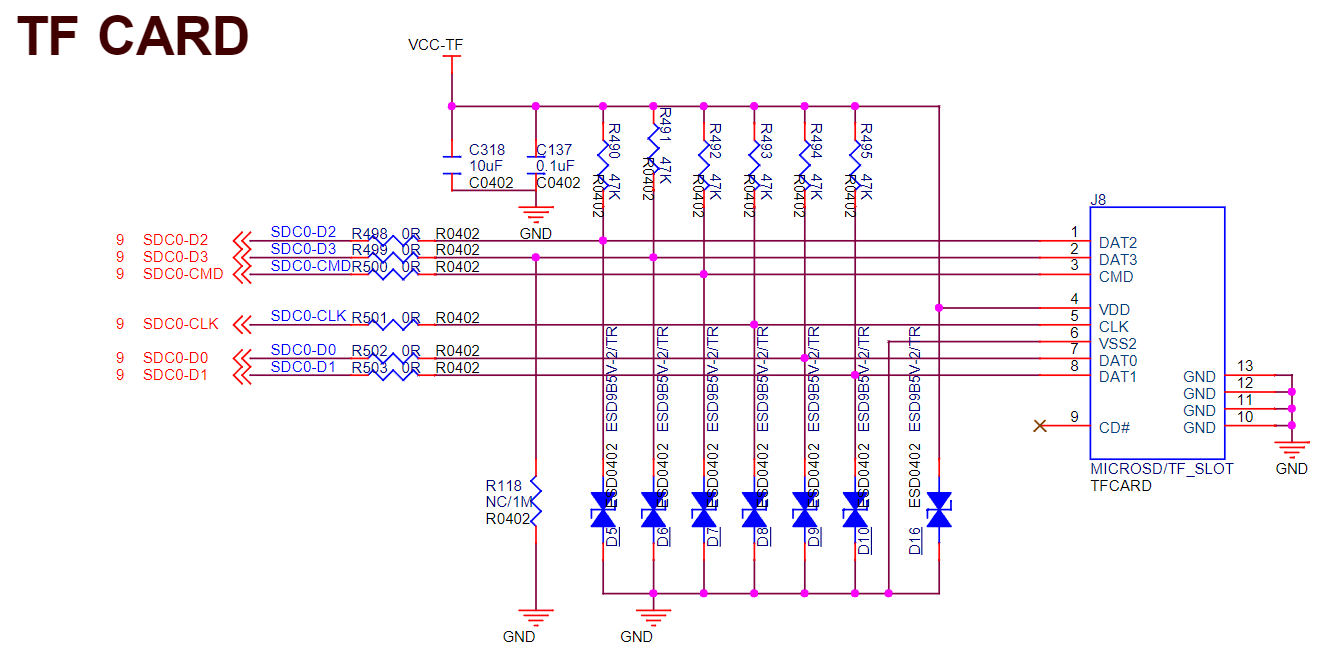 TF CARD
VCC-TF
C318
10uF
C0402
C137
0.1uF
C0402
GND
R490
47K
R0402
R491
47K
R0402
R492
47K
R0402
R493
47K
R0402
R494
47K
R0402
R495
47K
R0402
9 SDC0-D2 SDC0-D2 R498 0R R0402
9 SDC0-D3 SDC0-D3 R499 0R R0402
9 SDC0-CMD SDC0-CMD R500 0R R0402
9 SDC0-CLK SDC0-CLK R501 0R R0402
9 SDC0-D0 SDC0-D0 R502 0R R0402
9 SDC0-D1 SDC0-D1 R503 0R R0402
J8
1 DAT2
2 DAT3
3 CMD
4 VDD
5 CLK
6 VSS2
7 DAT0
8 DAT1
9 CD#
GND 13
GND 12
GND 11
GND 10
GND
MICROSD/TF_SLOT
TFCARD
R118
NC/1M
R0402
GND
D5 ESD0402 ESD9B5V-2/TR
D6 ESD0402 ESD9B5V-2/TR
D7 ESD0402 ESD9B5V-2/TR
D8 ESD0402 ESD9B5V-2/TR
D9 ESD0402 ESD9B5V-2/TR
D10 ESD0402 ESD9B5V-2/TR
D16 ESD0402 ESD9B5V-2/TR
GND